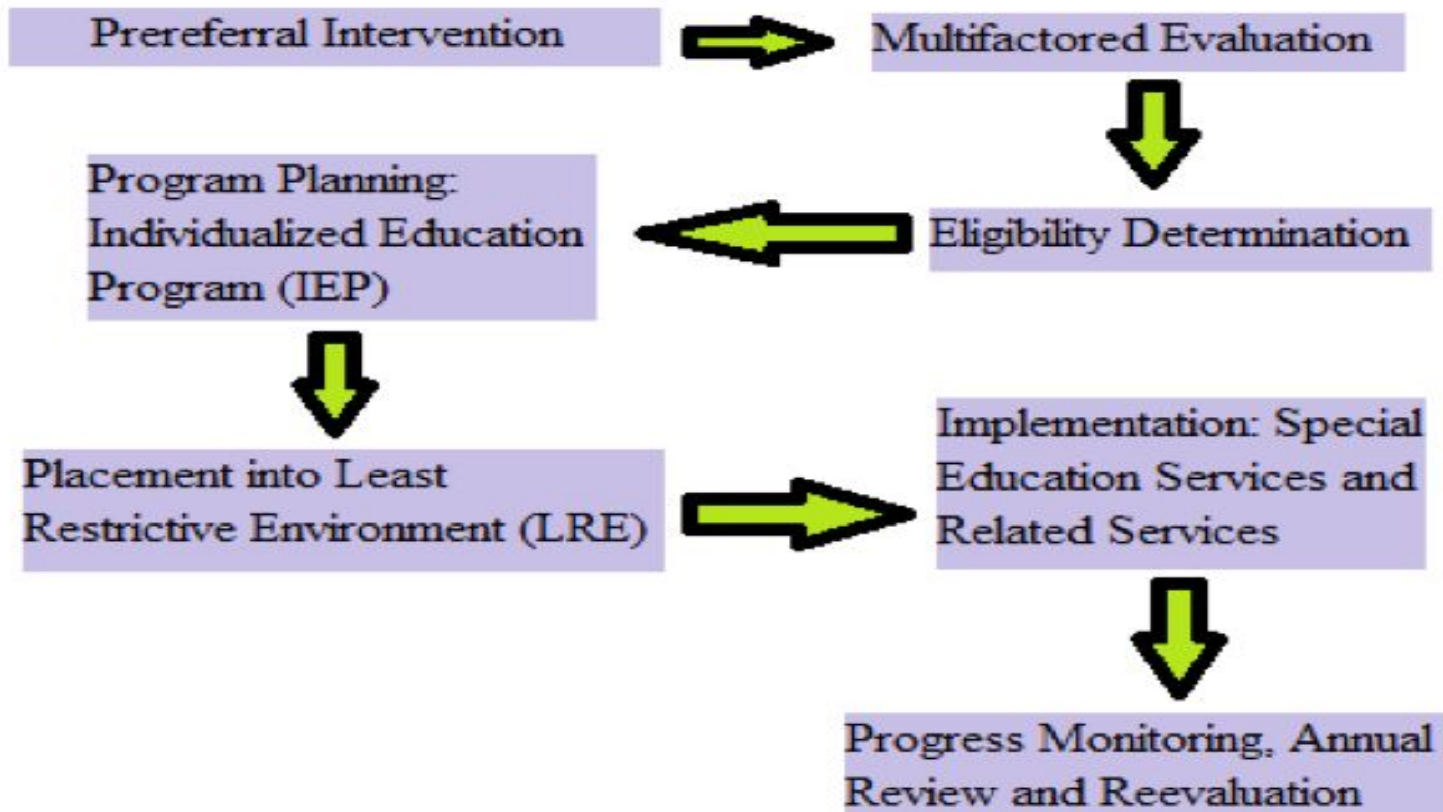 Prereferral Intervention
Multifactored Evaluation
Eligibility Determination
Program Planning:
Individualized Education
Program (IEP)
Placement into Least
Restrictive Environment (LRE)
Implementation: Special
Education Services and
Related Services
Progress Monitoring, Annual
Review and Reevaluation